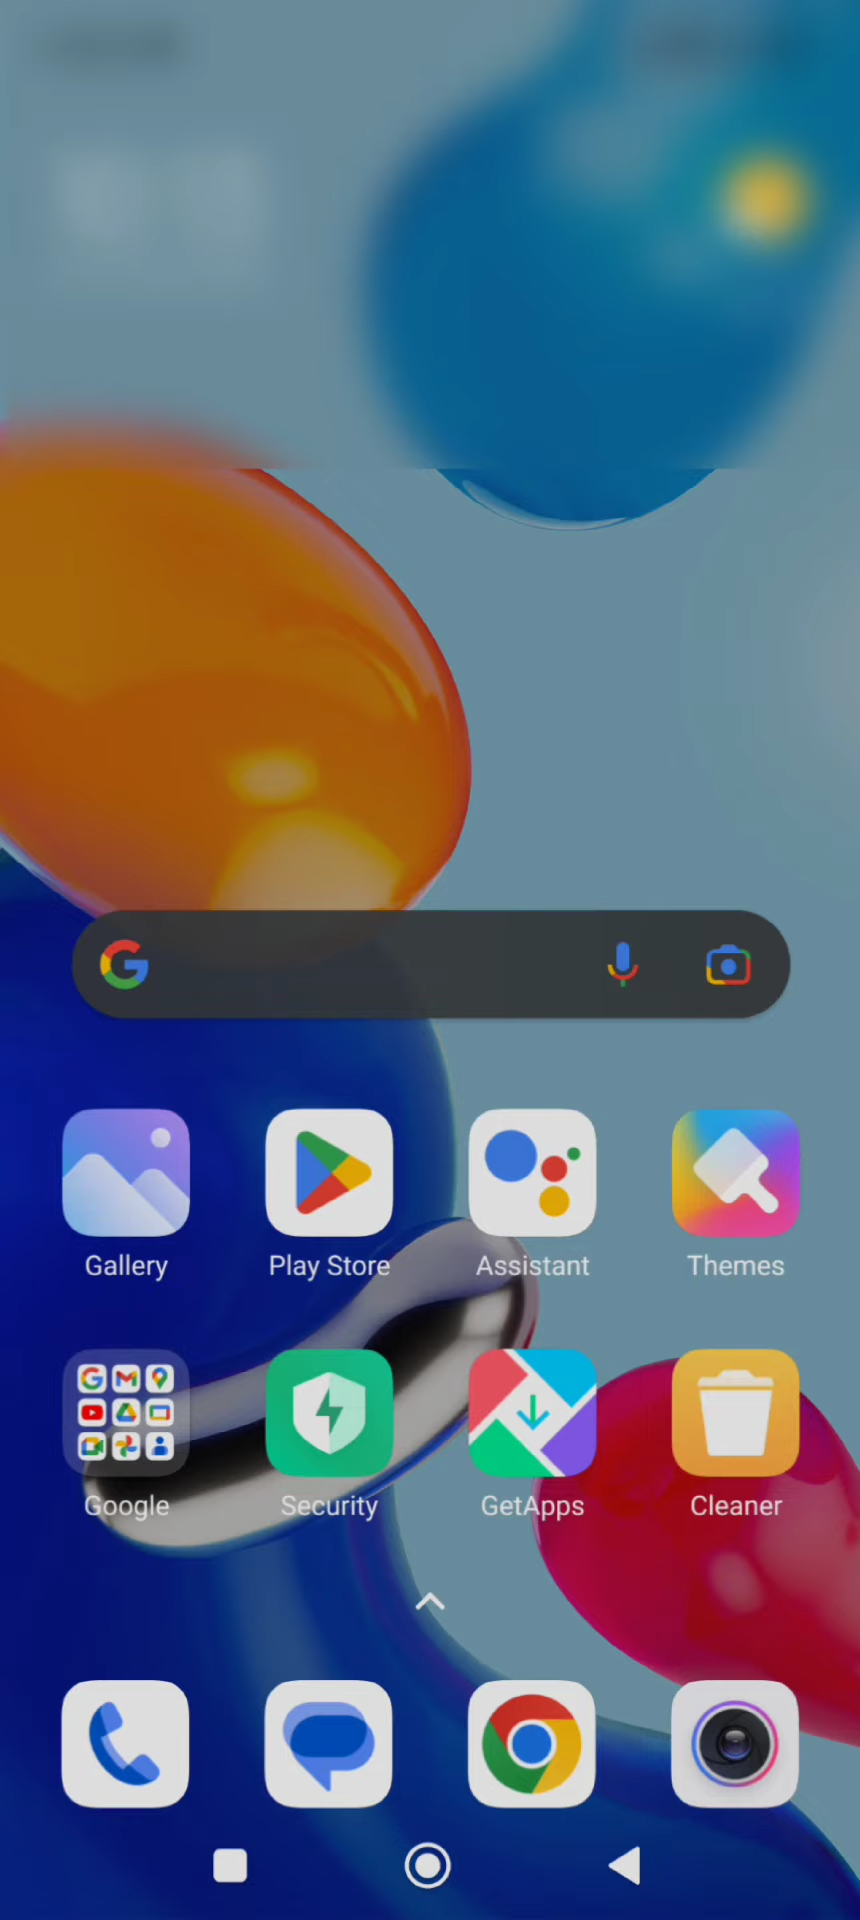 Gallery
Play Store
Assistant
Themes
Google
Security
GetApps
Cleaner